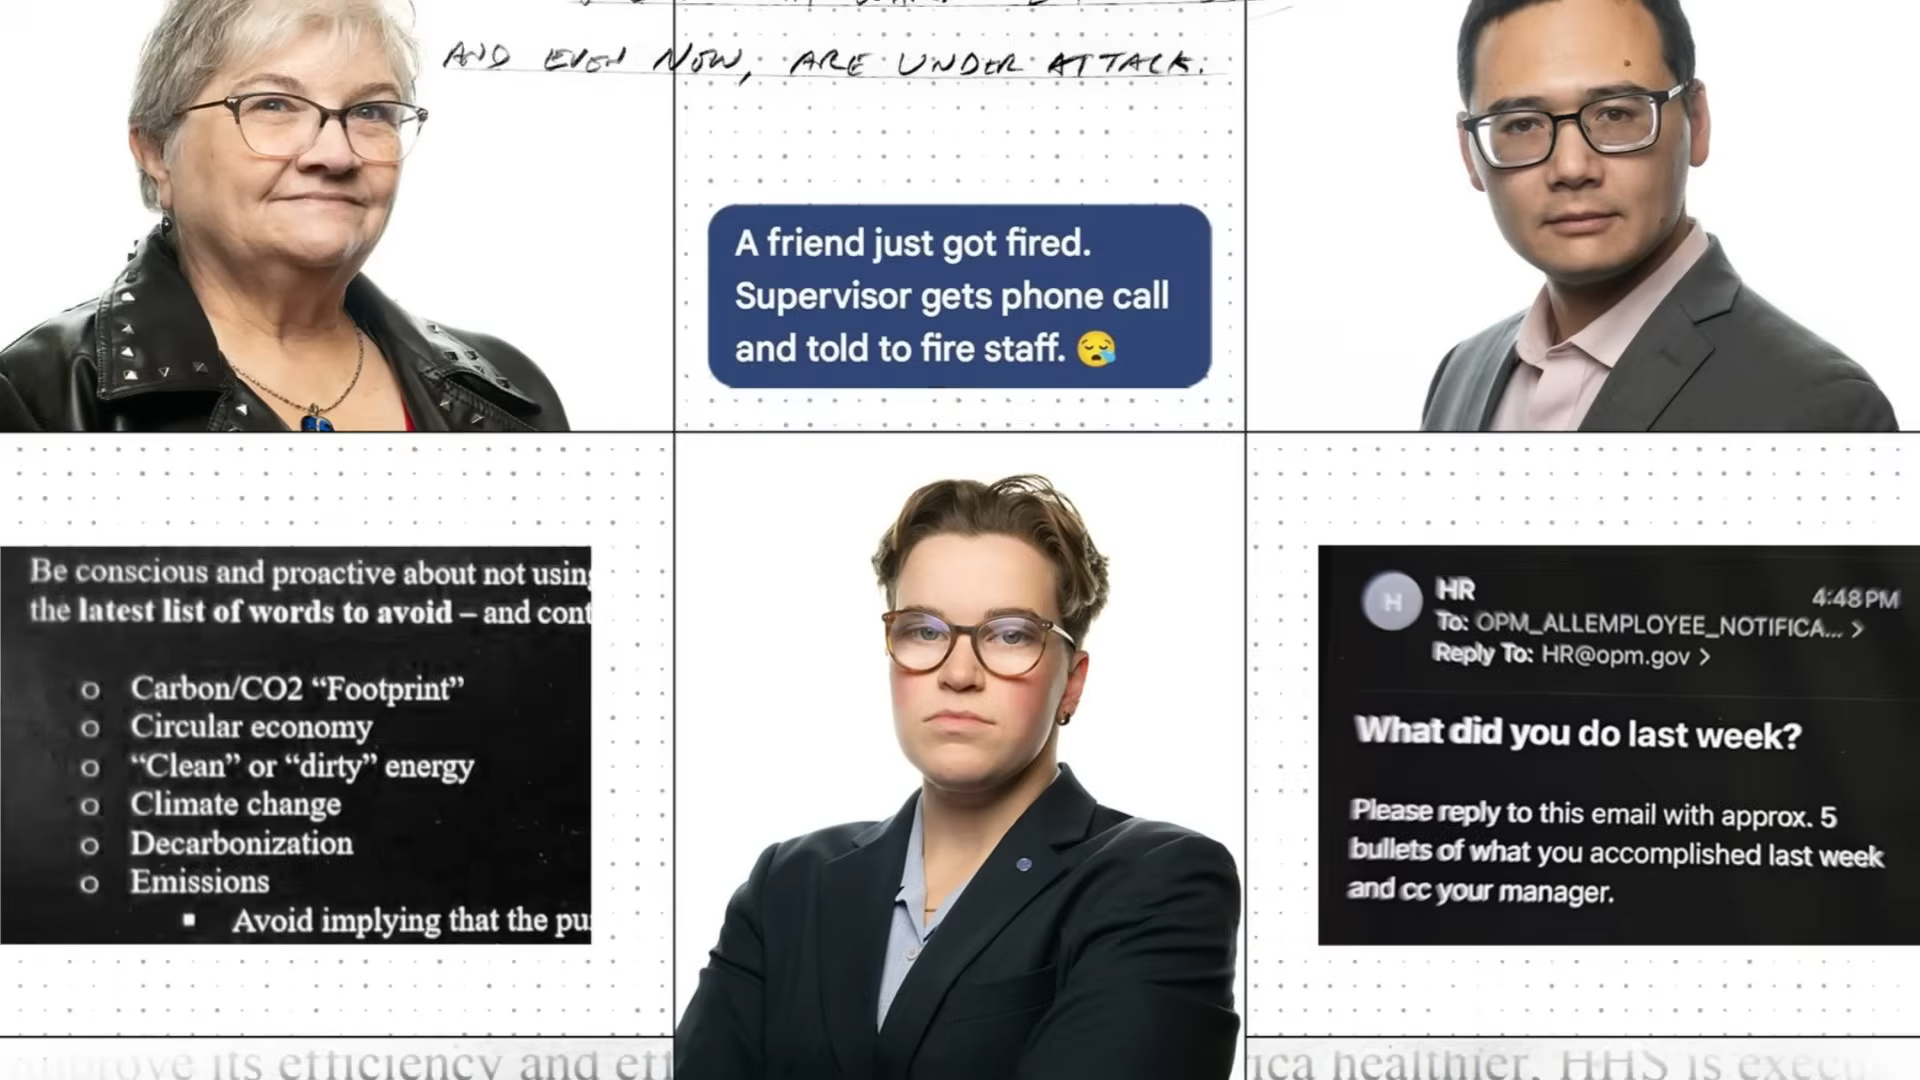 AND EVEN NOW, ARE UNDER ATTACK.
A friend just got fired.
Supervisor gets phone call
and told to fire staff. 😪
Be conscious and proactive about not using
the latest list of words to avoid – and cont
o Carbon/CO2 “Footprint”
o Circular economy
o “Clean” or “dirty” energy
o Climate change
o Decarbonization
o Emissions
▪ Avoid implying that the pu
H
HR
4:48 PM
To: OPM_ALLEMPLOYEE_NOTIFICA... >
Reply To: HR@opm.gov >
What did you do last week?
Please reply to this email with approx. 5
bullets of what you accomplished last week
and cc your manager.
improve its efficiency and eff
ica healthier, HHS is execu